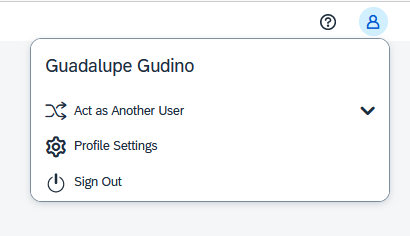 Guadalupe Gudino
Act as Another User
Profile Settings
Sign Out